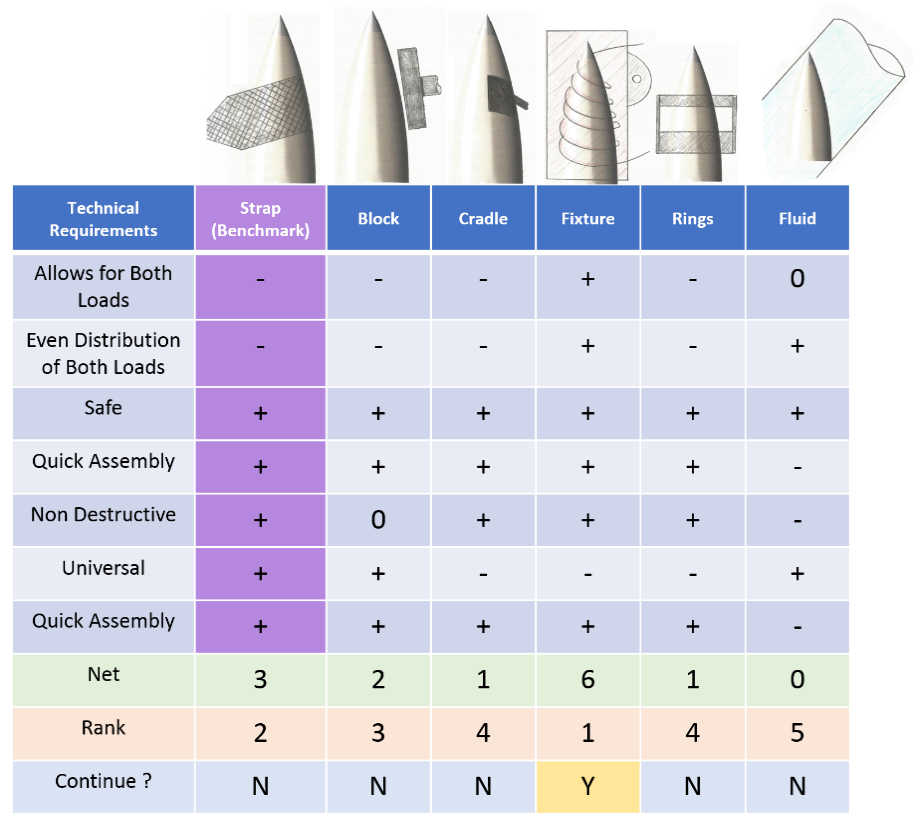 Technical Requirements Strap (Benchmark) Block Cradle Fixture Rings Fluid
Allows for Both Loads - - - + - 0
Even Distribution of Both Loads - - - + - +
Safe + + + + + +
Quick Assembly + + + + + -
Non Destructive + 0 + + + -
Universal + + - - - +
Quick Assembly + + + + + -
Net 3 2 1 6 1 0
Rank 2 3 4 1 4 5
Continue ? N N N Y N N